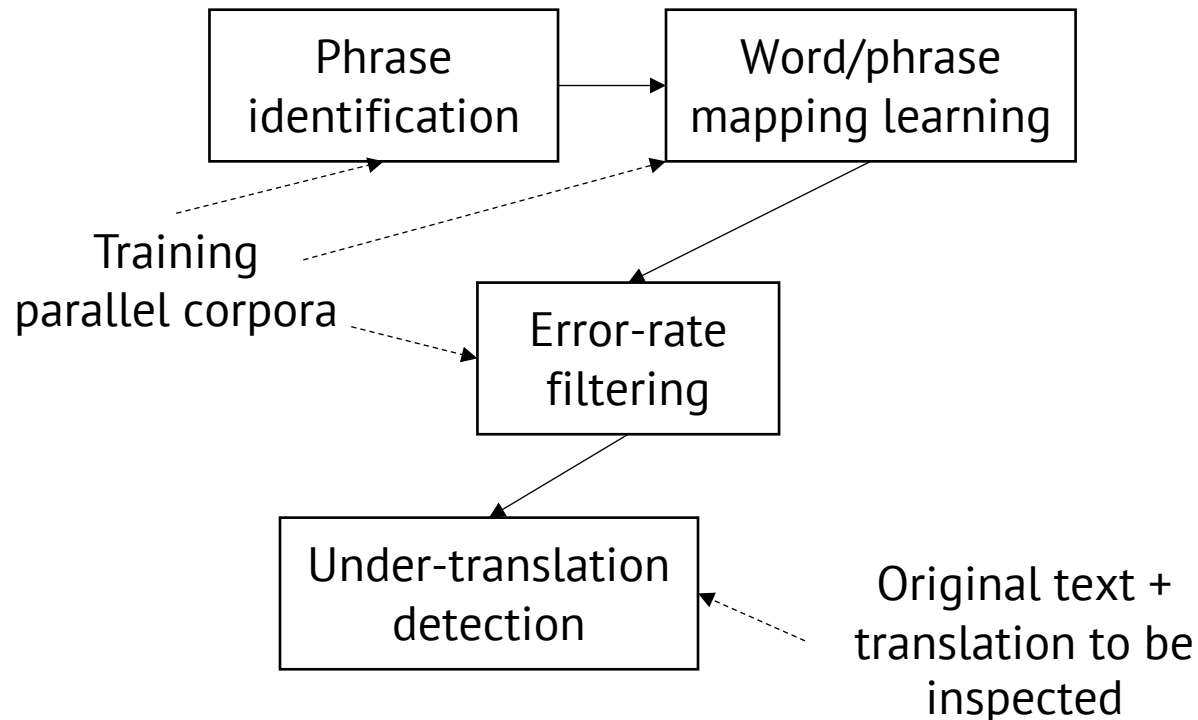 Phrase
identification
Word/phrase
mapping learning
Training
parallel corpora
Error-rate
filtering
Under-translation
detection
Original text +
translation to be
inspected